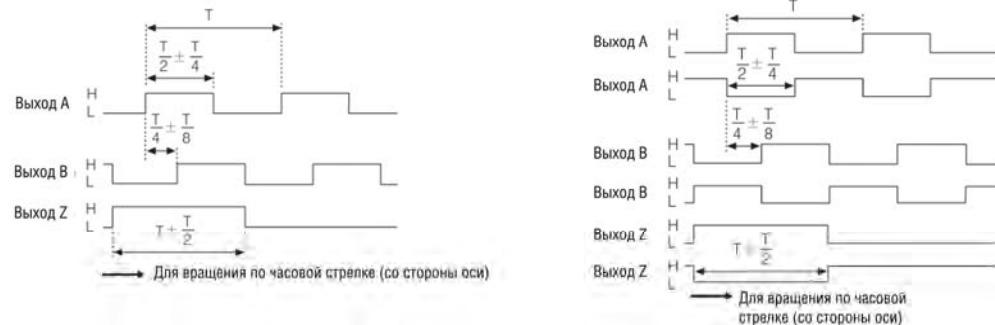 T
T/2 ± T/4
Выход A H L
T/4 ± T/8
Выход B H L
Выход Z H L
T + T/2
Для вращения по часовой стрелке (со стороны оси)
T
Выход A H L
T/2 ± T/4
Выход A H L
T/4 ± T/8
Выход B H L
Выход B H L
Выход Z H L
T T/2
Выход Z H L
Для вращения по часовой
стрелке (со стороны оси)